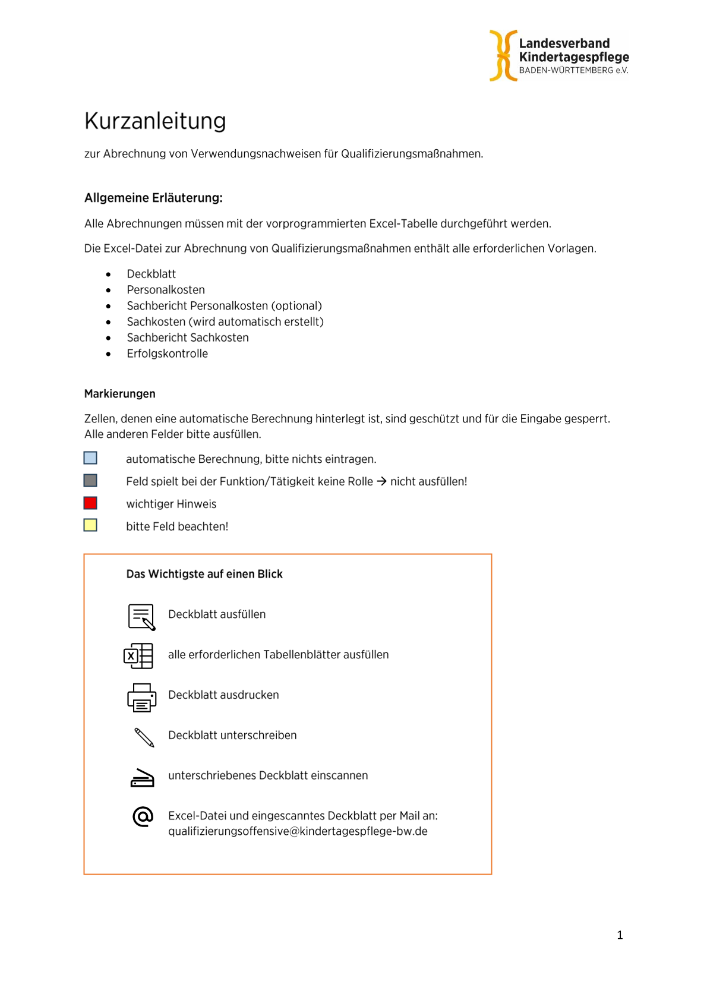 Landesverband
Kindertagespflege
BADEN-WÜRTTEMBERG e.V.
Kurzanleitung
zur Abrechnung von Verwendungsnachweisen für Qualifizierungsmaßnahmen.
Allgemeine Erläuterung:
Alle Abrechnungen müssen mit der vorprogrammierten Excel-Tabelle durchgeführt werden.
Die Excel-Datei zur Abrechnung von Qualifizierungsmaßnahmen enthält alle erforderlichen Vorlagen.
• Deckblatt
• Personalkosten
• Sachbericht Personalkosten (optional)
• Sachkosten (wird automatisch erstellt)
• Sachbericht Sachkosten
• Erfolgskontrolle
Markierungen
Zellen, denen eine automatische Berechnung hinterlegt ist, sind geschützt und für die Eingabe gesperrt.
Alle anderen Felder bitte ausfüllen.
automatische Berechnung, bitte nichts eintragen.
Feld spielt bei der Funktion/Tätigkeit keine Rolle → nicht ausfüllen!
wichtiger Hinweis
bitte Feld beachten!
Das Wichtigste auf einen Blick
Deckblatt ausfüllen
X alle erforderlichen Tabellenblätter ausfüllen
Deckblatt ausdrucken
Deckblatt unterschreiben
unterschriebenes Deckblatt einscannen
@ Excel-Datei und eingescanntes Deckblatt per Mail an:
qualifizierungsoffensive@kindertagespflege-bw.de
1